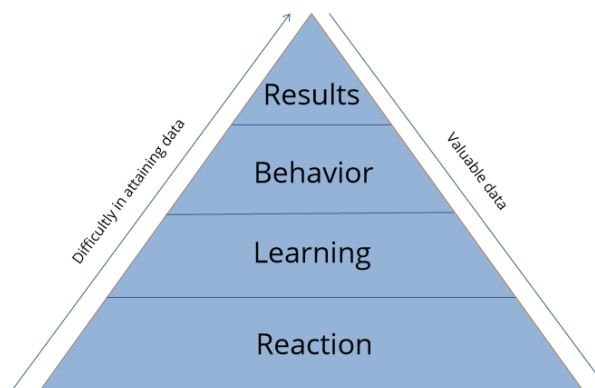 Results
Behavior
Learning
Reaction
Difficultly in attaining data
Valuable data